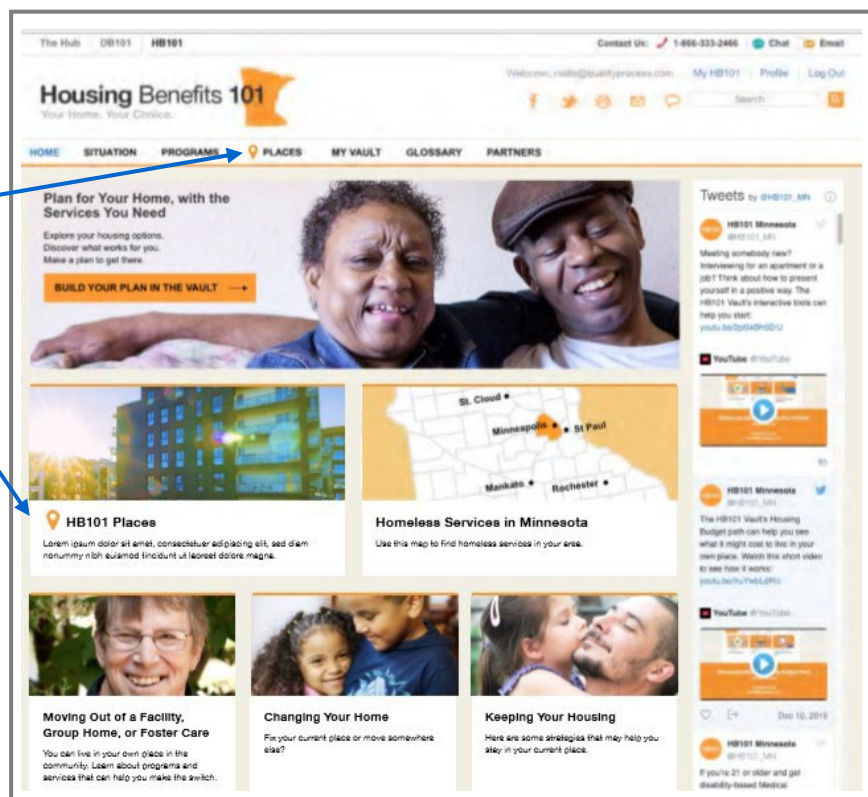 The Hub DB101 HB101
Contact Us: 1-866-333-2466 Chat Email
Welcome, My HB101 Profile Log Out
Housing Benefits 101
Your Home. Your Choice.
Search
HOME SITUATION PROGRAMS PLACES MY VAULT GLOSSARY PARTNERS
Plan for Your Home, with the
Services You Need
Explore your housing options.
Discover what works for you.
Make a plan to get there.
BUILD YOUR PLAN IN THE VAULT
St. Cloud
Minneapolis
St Paul
Mankato
Rochester
HB101 Places
Lorem ipsum dolor sit amet, consectetuer adipiscing elit, sed diam
nonummy nibh euismod tincidunt ut laoreet dolore magna.
Homeless Services in Minnesota
Use this map to find homeless services in your area.
Moving Out of a Facility,
Group Home, or Foster Care
You can live in your own place in the
community. Learn about programs and
services that can help you make the switch.
Changing Your Home
Fix your current place or move somewhere
else?
Keeping Your Housing
Here are some strategies that may help you
stay in your current place.
Tweets by @HB101_MN
HB101 Minnesota
@HB101_MN
Meeting somebody new?
Interviewing for an apartment or a
job? Think about how to present
yourself in a positive way. The
HB101 Vault's interactive tools can
help you start:
YouTube @YouTube
HB101 Minnesota
@HB101_MN
The HB101 Vault's Housing
Budget path can help you see
what it might cost to live in your
own place. Watch this short video
to see how it works:
YouTube @YouTube
Dec 10, 2019
HB101 Minnesota
@HB101_MN
If you're 21 or older and get
disability-based Medical